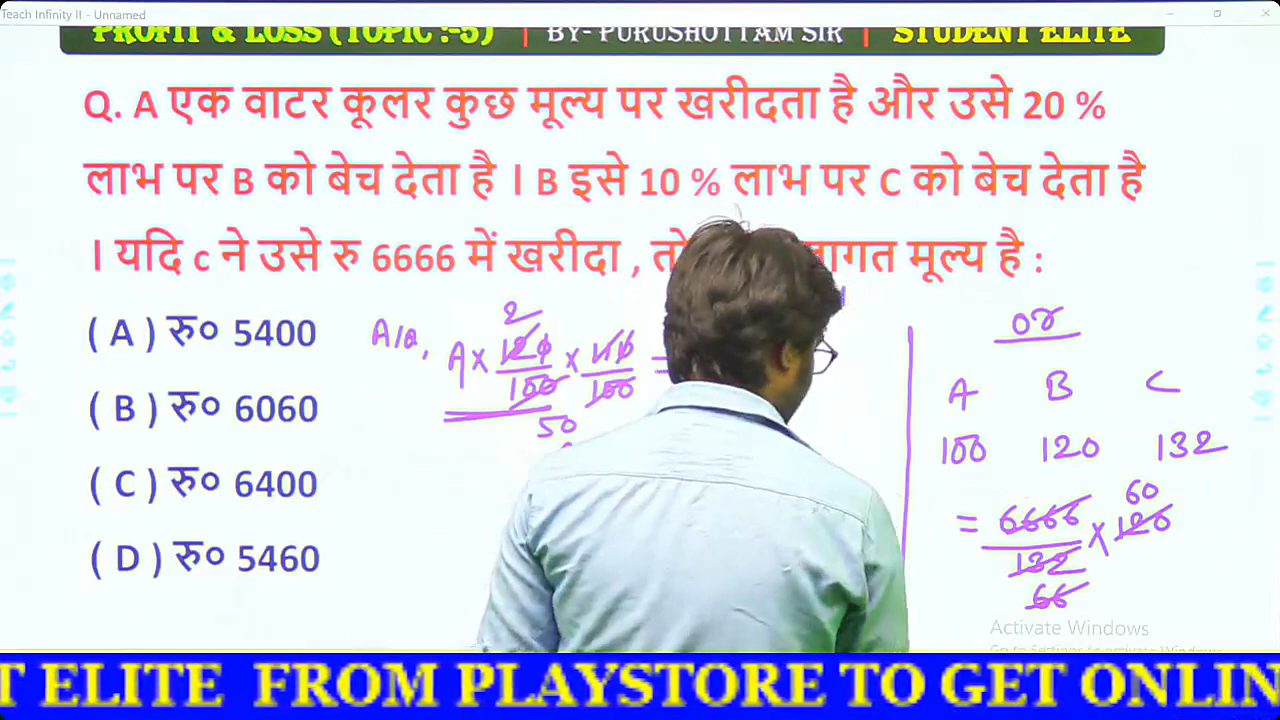 Teach Infinity II - Unnamed
PROFIT & LOSS (TOPIC :-5) | BY- PURUSHOTTAM SIR | STUDENT ELITE
Q. A एक वाटर कूलर कुछ मूल्य पर खरीदता है और उसे 20 %
लाभ पर B को बेच देता है । B इसे 10 % लाभ पर C को बेच देता है
। यदि c ने उसे रु 6666 में खरीदा , लागत मूल्य है :
( A ) रु० 5400
( B ) रु० 6060
( C ) रु० 6400
( D ) रु० 5460
A/Q,
2
A × 120/100 × 110/100 =
50
or
A B C
100 120 132
60
= 6666/132 × 120
66
Activate Windows
T ELITE FROM PLAYSTORE TO GET ONLIN